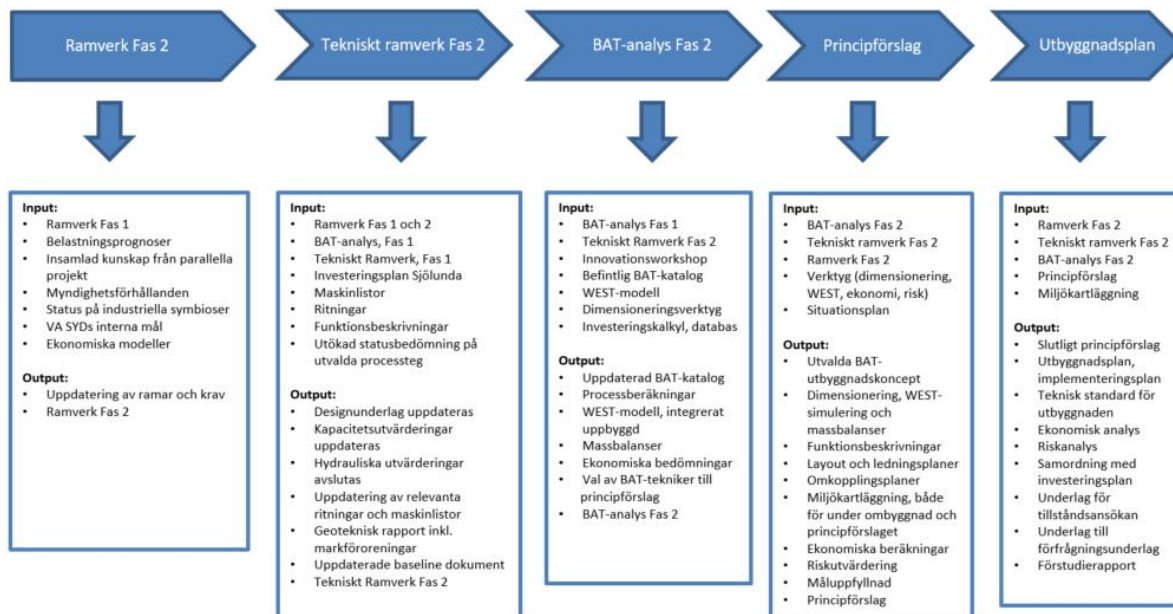 Ramverk Fas 2
Tekniskt ramverk Fas 2
BAT-analys Fas 2
Principförslag
Utbyggnadsplan
Input:
• Ramverk Fas 1
• Belastningsprognoser
• Insamlad kunskap från parallella
projekt
• Myndighetsförhållanden
• Status på industriella symbioser
• VA SYDs interna mål
• Ekonomiska modeller
Output:
• Uppdatering av ramar och krav
• Ramverk Fas 2
Input:
• Ramverk Fas 1 och 2
• BAT-analys, Fas 1
• Tekniskt Ramverk, Fas 1
• Investeringsplan Sjölunda
• Maskinlistor
• Ritningar
• Funktionsbeskrivningar
• Utökad statusbedömning på
utvalda processteg
Output:
• Designunderlag uppdateras
• Kapacitetsutvärderingar
uppdateras
• Hydrauliska utvärderingar
avslutas
• Uppdatering av relevanta
ritningar och maskinlistor
• Geoteknisk rapport inkl.
markföroreningar
• Uppdaterade baseline dokument
• Tekniskt Ramverk Fas 2
Input:
• BAT-analys Fas 1
• Tekniskt Ramverk Fas 2
• Innovationsworkshop
• Befintlig BAT-katalog
• WEST-modell
• Dimensioneringsverktyg
• Investeringskalkyl, databas
Output:
• Uppdaterad BAT-katalog
• Processberäkningar
• WEST-modell, integrerat
uppbyggd
• Massbalanser
• Ekonomiska bedömningar
• Val av BAT-tekniker till
principförslag
• BAT-analys Fas 2
Input:
• BAT-analys Fas 2
• Tekniskt ramverk Fas 2
• Ramverk Fas 2
• Verktyg (dimensionering,
WEST, ekonomi, risk)
• Situationsplan
Output:
• Utvalda BAT-
utbyggnadskoncept
• Dimensionering, WEST-
simulering och
massbalanser
• Funktionsbeskrivningar
• Layout och ledningsplaner
• Omkopplingsplaner
• Miljökartläggning, både
för under ombyggnad och
principförslaget
• Ekonomiska beräkningar
• Riskutvärdering
• Måluppfyllnad
• Principförslag
Input:
• Ramverk Fas 2
• Tekniskt ramverk Fas 2
• BAT-analys Fas 2
• Principförslag
• Miljökartläggning
Output:
• Slutligt principförslag
• Utbyggnadsplan,
implementeringsplan
• Teknisk standard för
utbyggnaden
• Ekonomisk analys
• Riskanalys
• Samordning med
investeringsplan
• Underlag för
tillståndsansökan
• Underlag till
förfrågningsunderlag
• Förstudierapport